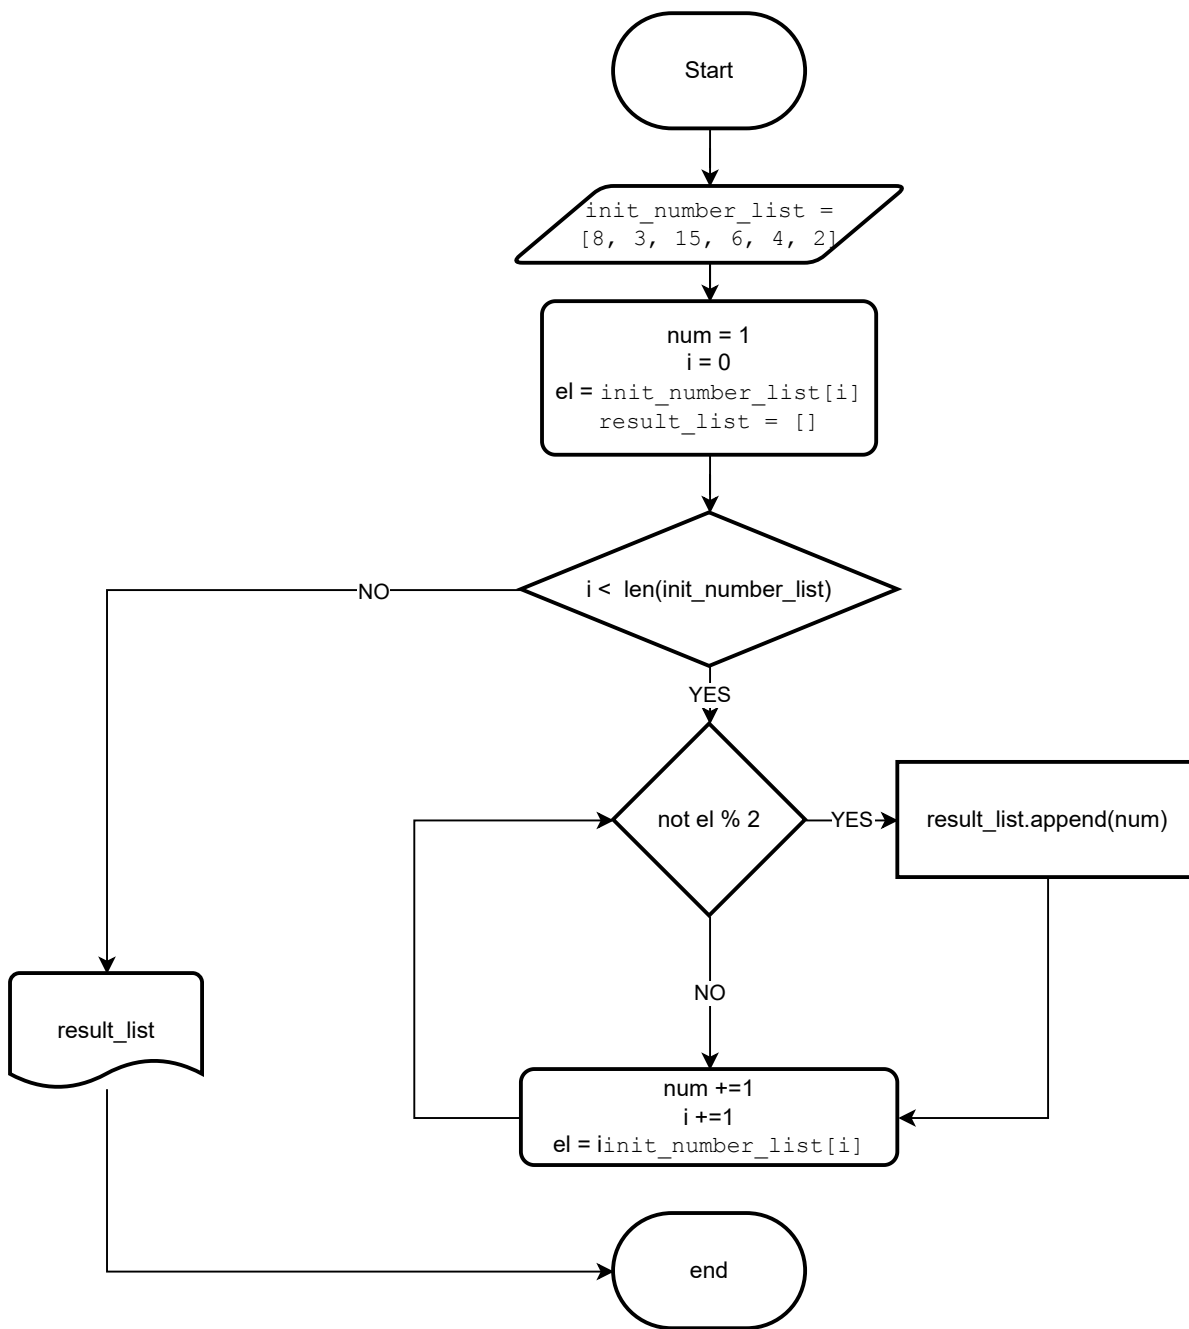 Start
init_number_list =
[8, 3, 15, 6, 4, 2]
num = 1
i = 0
el = init_number_list[i]
result_list = []
i <  len(init_number_list)
NO
YES
not el % 2
YES
result_list.append(num)
NO
result_list
num +=1
i +=1
el = iinit_number_list[i]
end